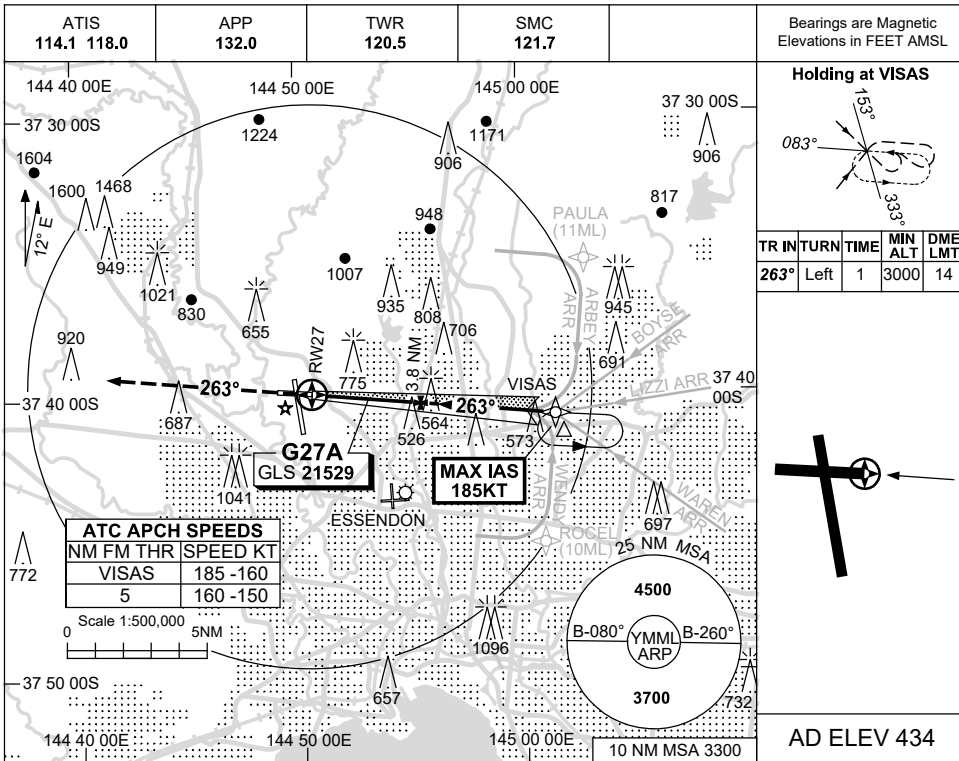 ATIS
114.1 118.0
APP
132.0
TWR
120.5
SMC
121.7
Bearings are Magnetic
Elevations in FEET AMSL
144 40 00E
144 50 00E
145 00 00E
37 30 00S
37 30 00S
1224
1171
906
906
1604
1600
1468
12° E
949
1021
830
655
948
1007
935
808
706
817
PAULA
(11ML)
ARBEY
ARR
945
BOYSE
ARR
691
920
RW27
775
3.8 NM
VISAS
LIZZI ARR
37 40
00S
263°
263°
37 40 00S
687
526
564
573
G27A
GLS 21529
MAX IAS
185KT
1041
ESSENDON
WENDY
ARR
WAREN
ARR
697
ROCEL
(10ML)
772
ATC APCH SPEEDS
NM FM THR SPEED KT
VISAS 185 -160
5 160 -150
Scale 1:500,000
0 5NM
25 NM MSA
4500
B-080° YMML B-260°
ARP
3700
1096
657
732
37 50 00S
144 40 00E
144 50 00E
145 00 00E
10 NM MSA 3300
Holding at VISAS
153°
083°
333°
TR IN TURN TIME MIN ALT DME LMT
263° Left 1 3000 14
AD ELEV 434